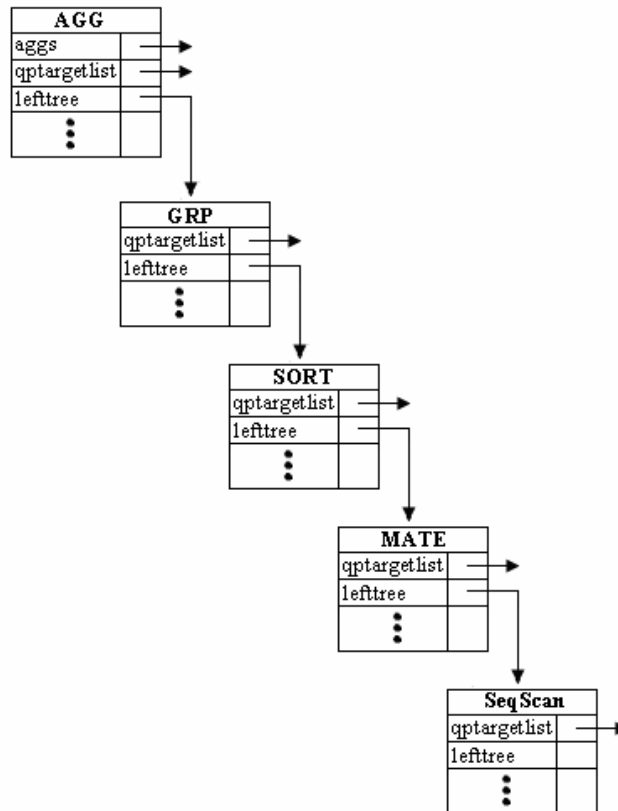 AGG
aggs
qptargetlist
lefttree
GRP
qptargetlist
lefttree
SORT
qptargetlist
lefttree
MATE
qptargetlist
lefttree
SeqScan
qptargetlist
lefttree